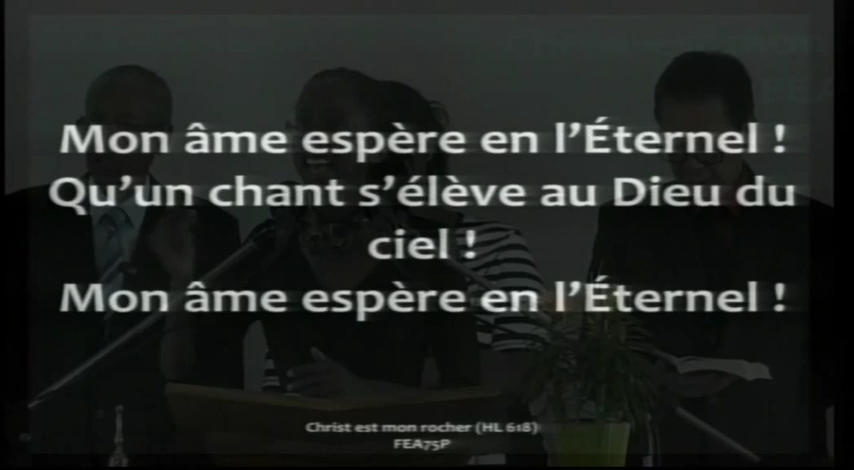 Mon âme espère en l’Éternel !
Qu’un chant s’élève au Dieu du
ciel !
Mon âme espère en l’Éternel !
Christ est mon rocher (HL 618)
FEA75P